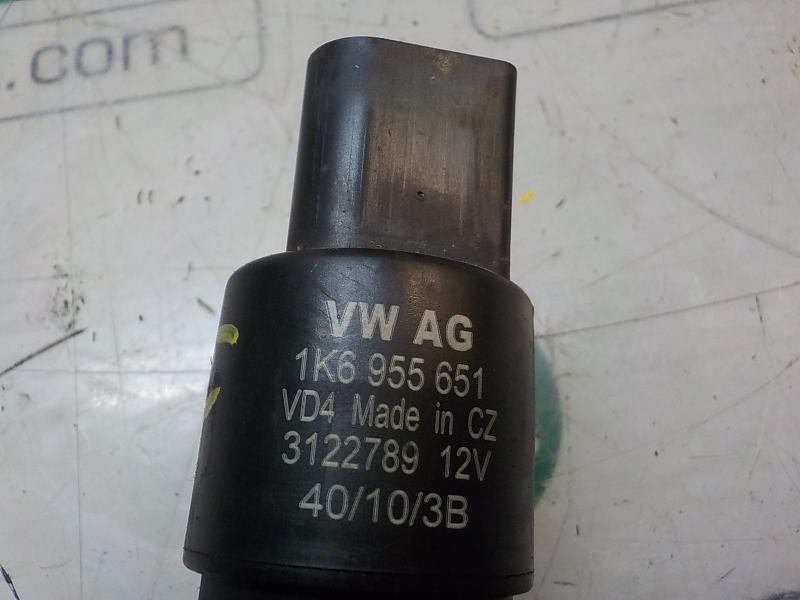 .com
VW AG
1K6 955 651
VD4 Made in CZ
3122789 12V
40/10/3B